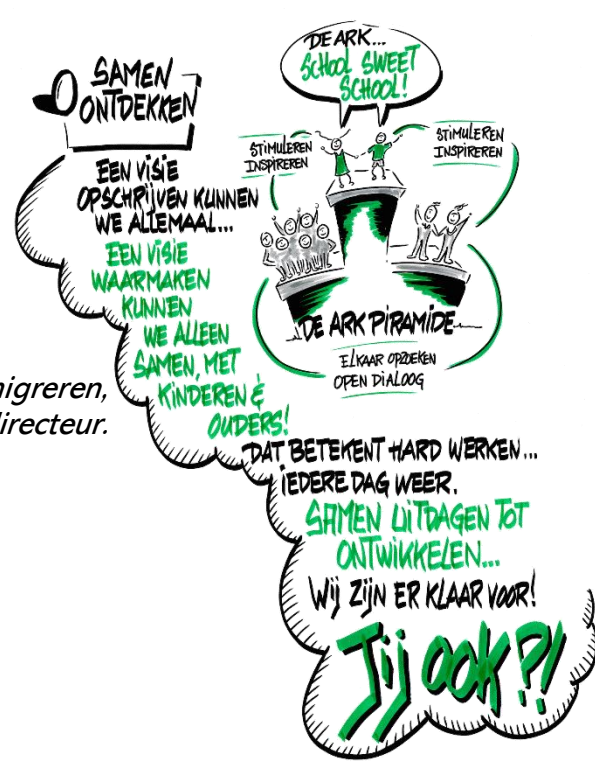 SAMEN
ONTDEKKEN
EEN VISIE
OPSCHRIJVEN KUNNEN
WE ALLEMAAL...
EEN VISIE
WAARMAKEN
KUNNEN
WE ALLEEN
SAMEN, MET
KINDEREN &
OUDERS!
DE ARK...
SCHOOL SWEET
SCHOOL!
STIMULEREN
INSPIREREN
STIMULEREN
INSPIREREN
DE ARK PIRAMIDE
ELKAAR OPZOEKEN
OPEN DIALOOG
igreren,
irecteur.
DAT BETEKENT HARD WERKEN...
IEDERE DAG WEER.
SAMEN UITDAGEN TOT
ONTWIKKELEN...
Wij ZIJN ER KLAAR VOOR!
Jij OOK?!